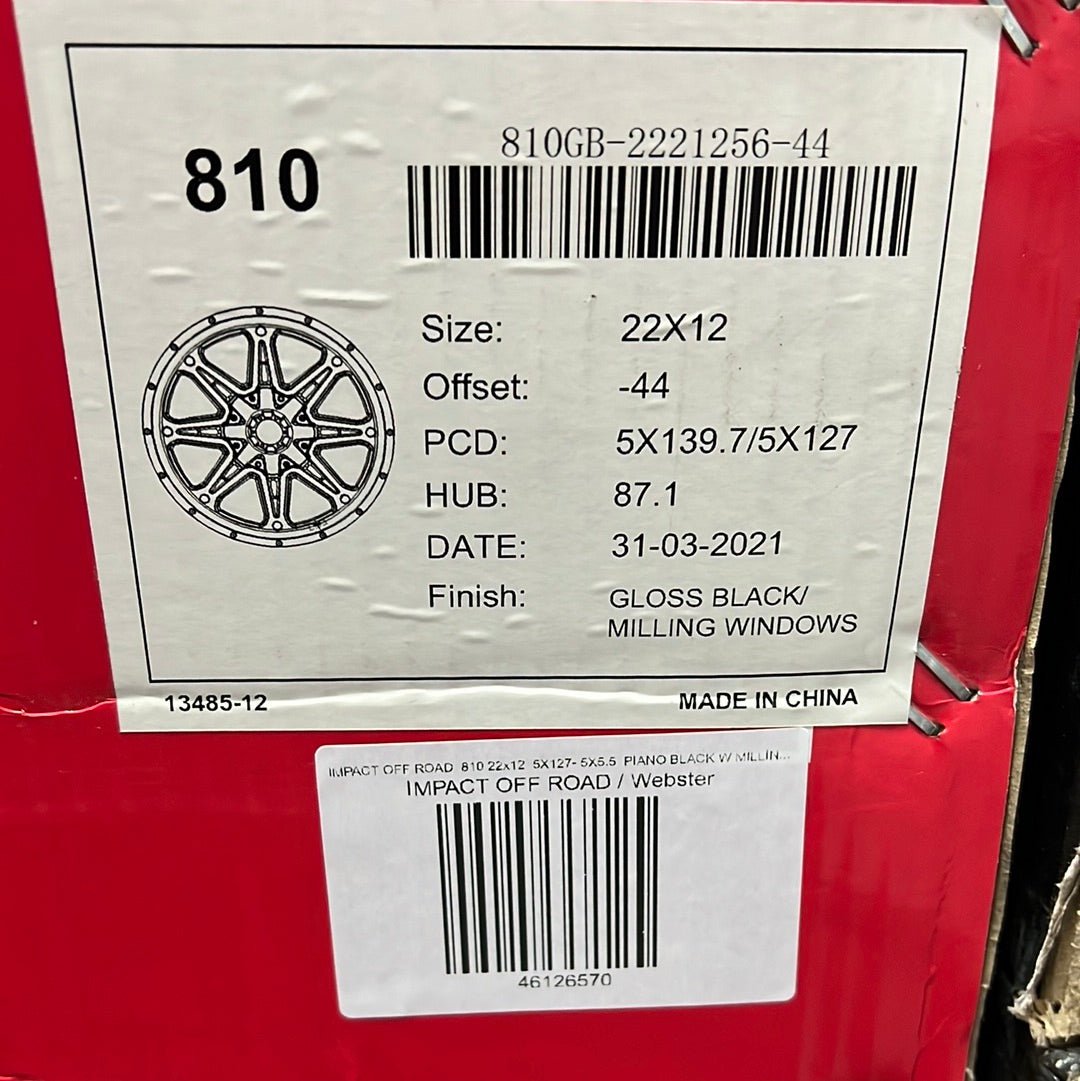 810
810GB-2221256-44
Size: 22X12
Offset: -44
PCD: 5X139.7/5X127
HUB: 87.1
DATE: 31-03-2021
Finish: GLOSS BLACK/
MILLING WINDOWS
13485-12 MADE IN CHINA
IMPACT OFF ROAD 810 22x12 5X127- 5X5.5 PIANO BLACK W/ MILLIN...
IMPACT OFF ROAD / Webster
46126570